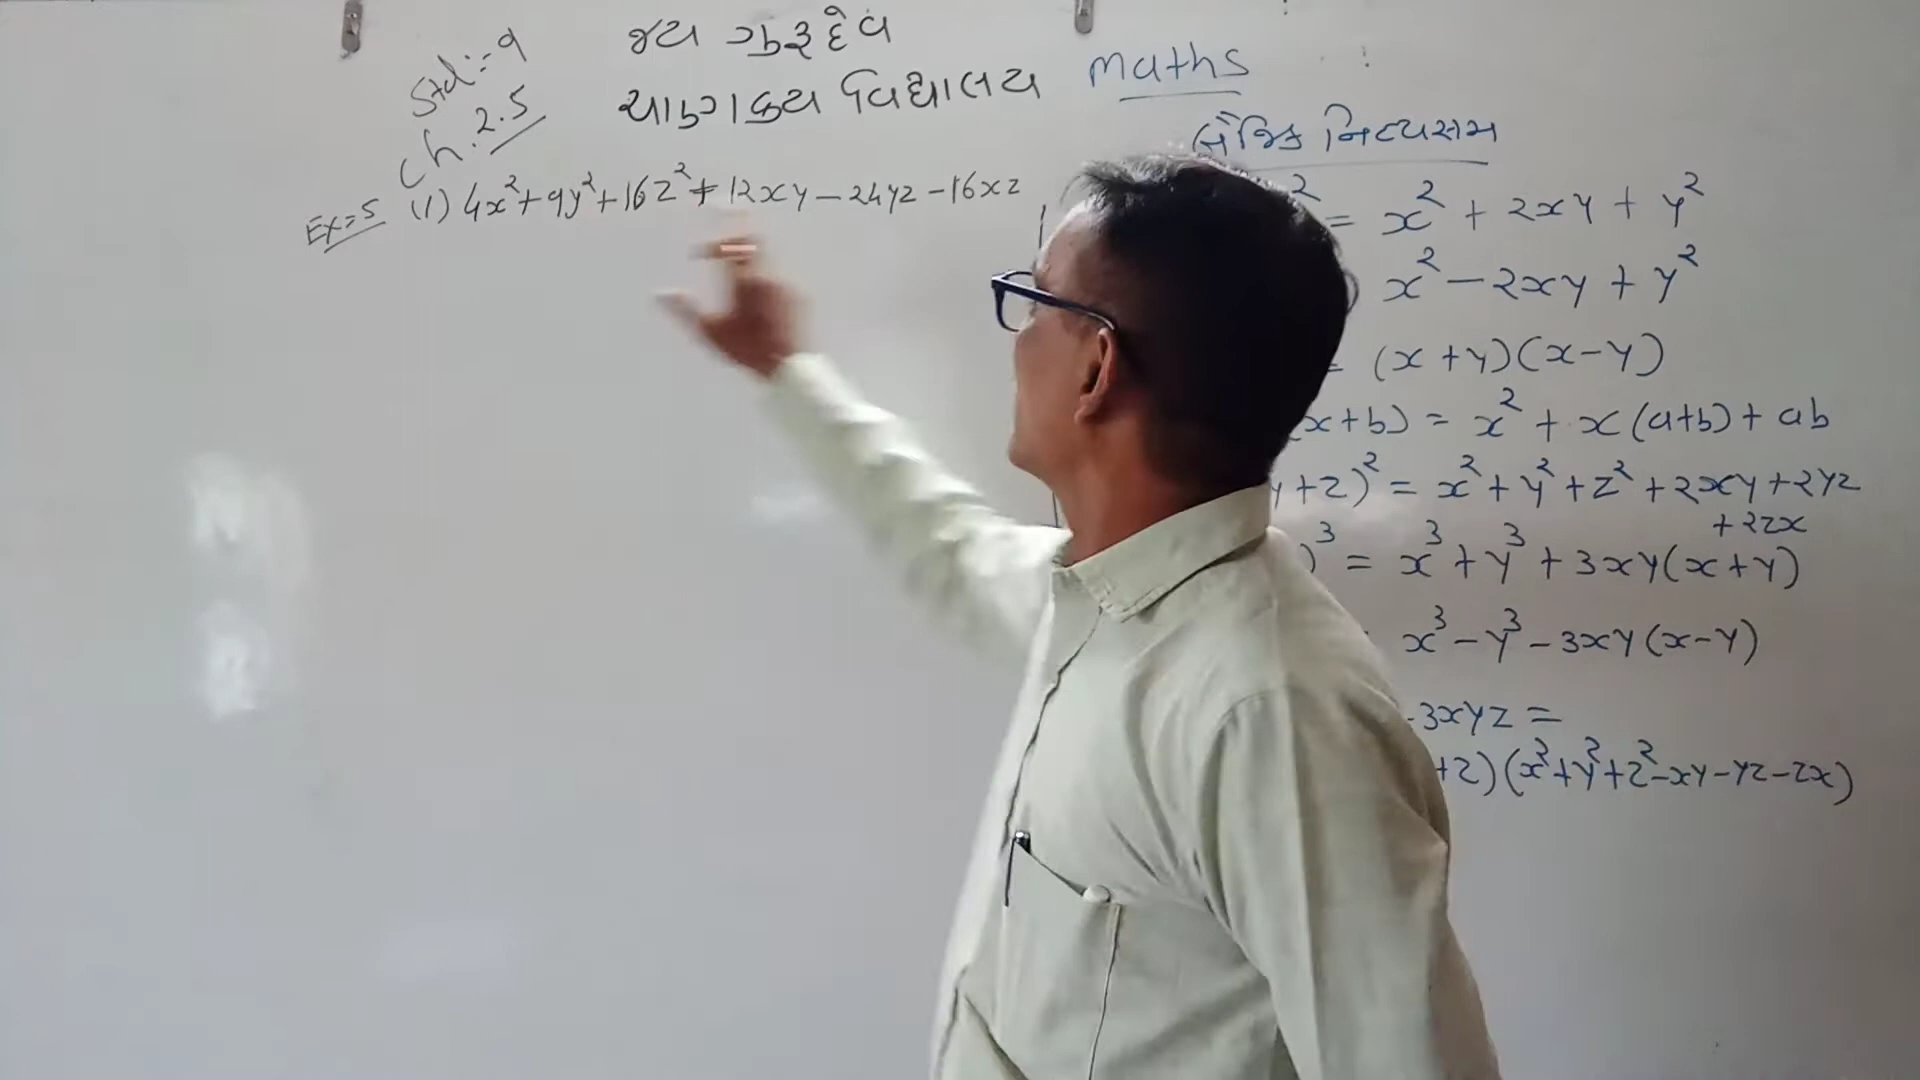 Std :- 9
Ch. 2.5
જય ગુરૂદેવ
ચાણક્ય વિદ્યાલય
Maths
બૈજિક નિત્યસમ
Ex=5 (1) 4x²+9y²+16z²+12xy-24yz-16xz
² = x² + 2xy + y²
x² - 2xy + y²
= (x+y)(x-y)
(x+b) = x² + x(a+b) + ab
y+z)² = x²+y²+z²+2xy+2yz
+2zx
)³ = x³+y³+3xy(x+y)
x³-y³-3xy(x-y)
-3xyz =
+z)(x²+y²+z²-xy-yz-zx)